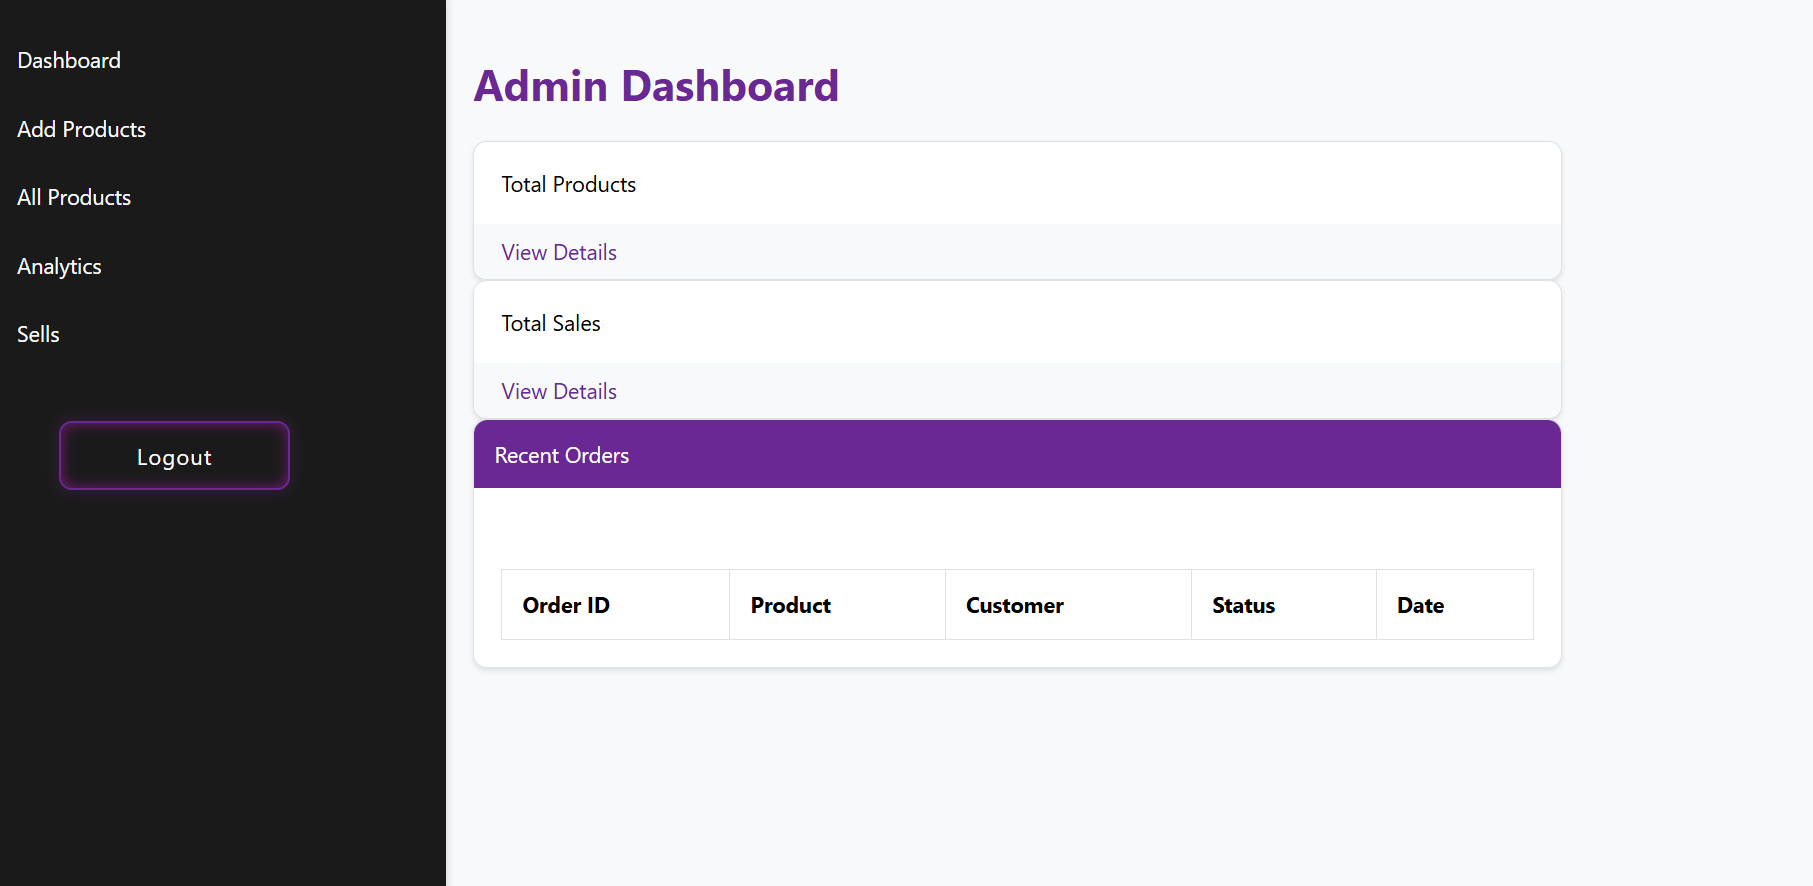 Dashboard
Add Products
All Products
Analytics
Sells
Logout
Admin Dashboard
Total Products
View Details
Total Sales
View Details
Recent Orders
Order ID Product Customer Status Date